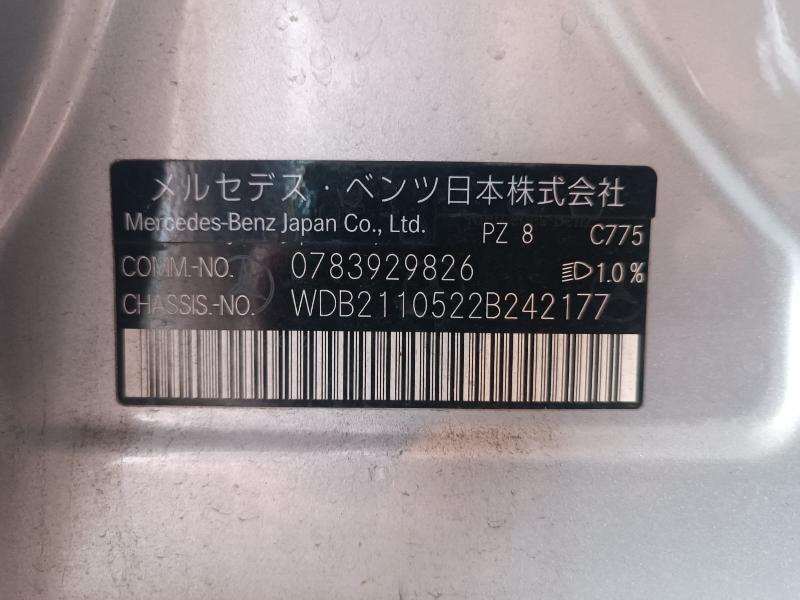 メルセデス・ベンツ日本株式会社
Mercedes-Benz Japan Co., Ltd. PZ 8 C775
COMM.-NO. 0783929826 1.0 %
CHASSIS.-NO. WDB2110522B242177